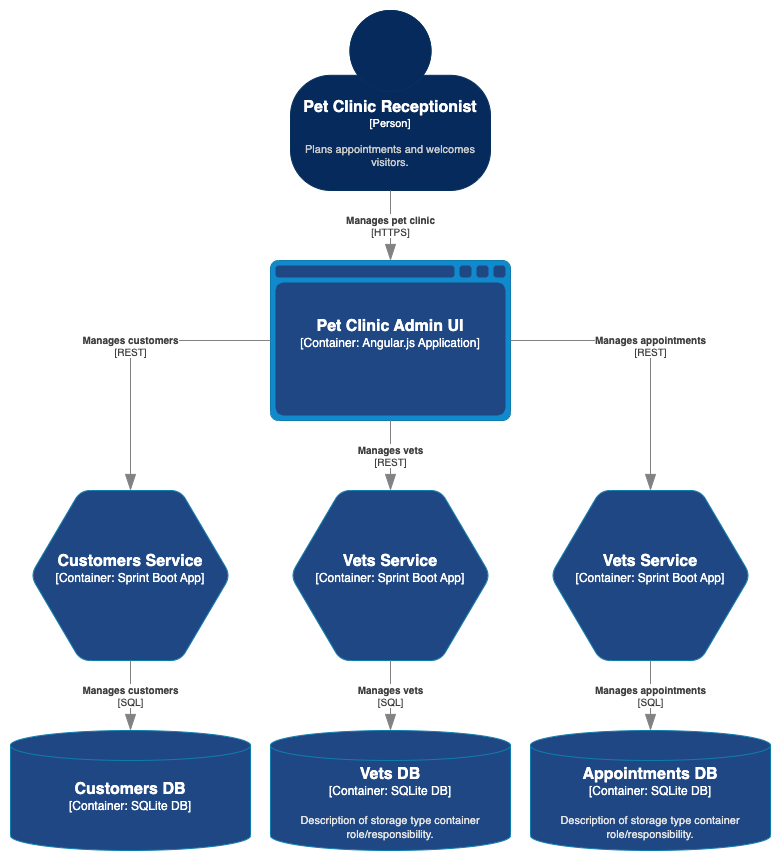 Pet Clinic Receptionist
[Person]
Plans appointments and welcomes
visitors.
Manages pet clinic
[HTTPS]
Pet Clinic Admin UI
[Container: Angular.js Application]
Manages customers
[REST]
Manages appointments
[REST]
Manages vets
[REST]
Customers Service
[Container: Sprint Boot App]
Vets Service
[Container: Sprint Boot App]
Vets Service
[Container: Sprint Boot App]
Manages customers
[SQL]
Manages vets
[SQL]
Manages appointments
[SQL]
Customers DB
[Container: SQLite DB]
Vets DB
[Container: SQLite DB]
Description of storage type container
role/responsibility.
Appointments DB
[Container: SQLite DB]
Description of storage type container
role/responsibility.